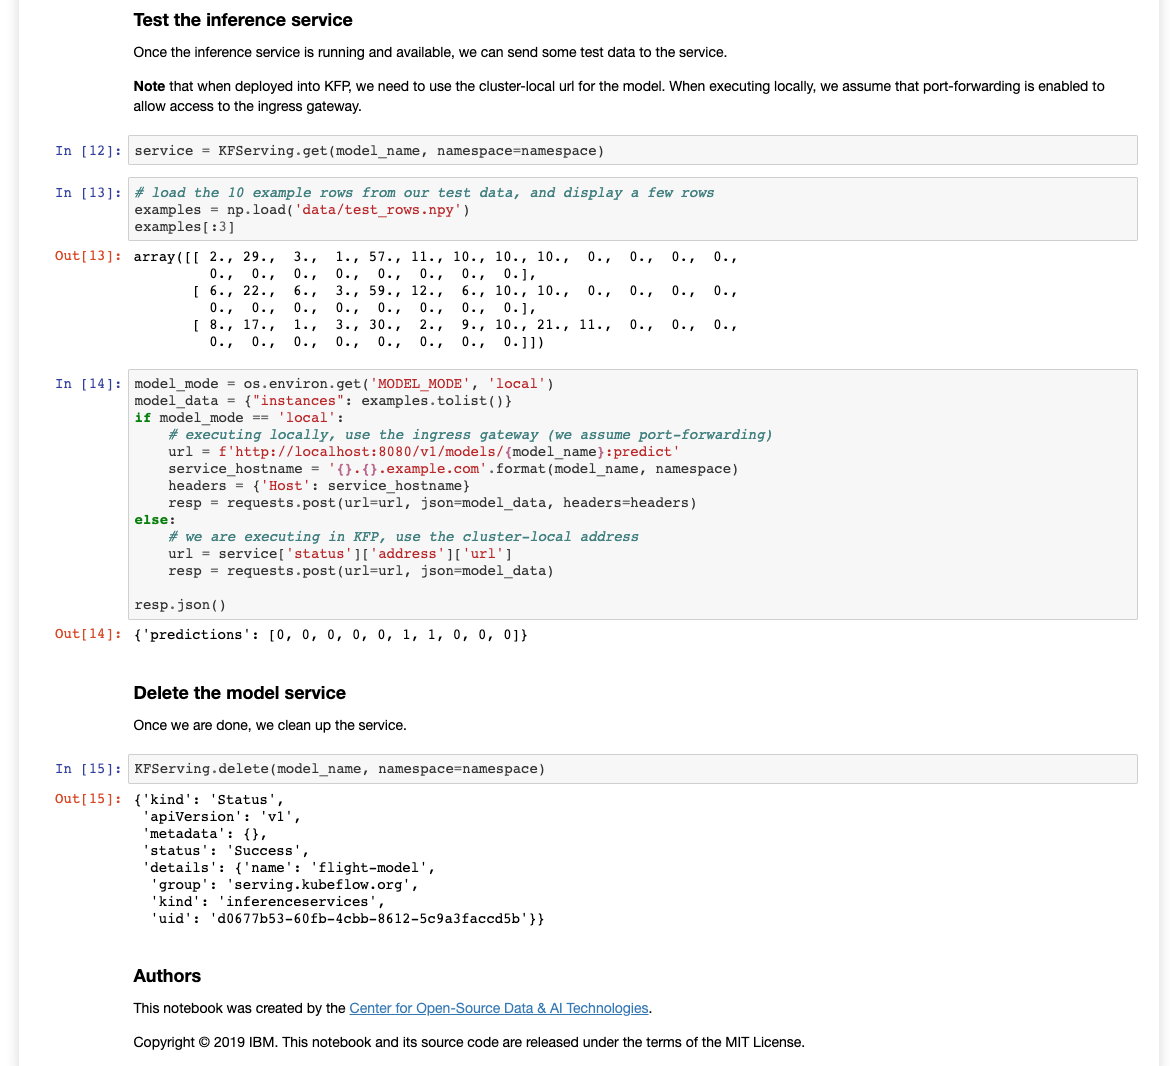 Test the inference service
Once the inference service is running and available, we can send some test data to the service.
Note that when deployed into KFP, we need to use the cluster-local url for the model. When executing locally, we assume that port-forwarding is enabled to
allow access to the ingress gateway.
In [12]: service = KFServing.get(model_name, namespace=namespace)
In [13]: # load the 10 example rows from our test data, and display a few rows
examples = np.load('data/test_rows.npy')
examples[:3]
Out[13]: array([[ 2., 29.,  3.,  1., 57., 11., 10., 10., 10.,  0.,  0.,  0.,  0.,
         0.,  0.,  0.,  0.,  0.,  0.,  0.,  0.],
       [ 6., 22.,  6.,  3., 59., 12.,  6., 10., 10.,  0.,  0.,  0.,  0.,
         0.,  0.,  0.,  0.,  0.,  0.,  0.,  0.],
       [ 8., 17.,  1.,  3., 30.,  2.,  9., 10., 21., 11.,  0.,  0.,  0.,
         0.,  0.,  0.,  0.,  0.,  0.,  0.,  0.]])
In [14]: model_mode = os.environ.get('MODEL_MODE', 'local')
model_data = {"instances": examples.tolist()}
if model_mode == 'local':
    # executing locally, use the ingress gateway (we assume port-forwarding)
    url = f'http://localhost:8080/v1/models/{model_name}:predict'
    service_hostname = '{}.{}.example.com'.format(model_name, namespace)
    headers = {'Host': service_hostname}
    resp = requests.post(url=url, json=model_data, headers=headers)
else:
    # we are executing in KFP, use the cluster-local address
    url = service['status']['address']['url']
    resp = requests.post(url=url, json=model_data)
resp.json()
Out[14]: {'predictions': [0, 0, 0, 0, 0, 1, 1, 0, 0, 0]}
Delete the model service
Once we are done, we clean up the service.
In [15]: KFServing.delete(model_name, namespace=namespace)
Out[15]: {'kind': 'Status',
 'apiVersion': 'v1',
 'metadata': {},
 'status': 'Success',
 'details': {'name': 'flight-model',
  'group': 'serving.kubeflow.org',
  'kind': 'inferenceservices',
  'uid': 'd0677b53-60fb-4cbb-8612-5c9a3faccd5b'}}
Authors
This notebook was created by the Center for Open-Source Data & AI Technologies.
Copyright © 2019 IBM. This notebook and its source code are released under the terms of the MIT License.